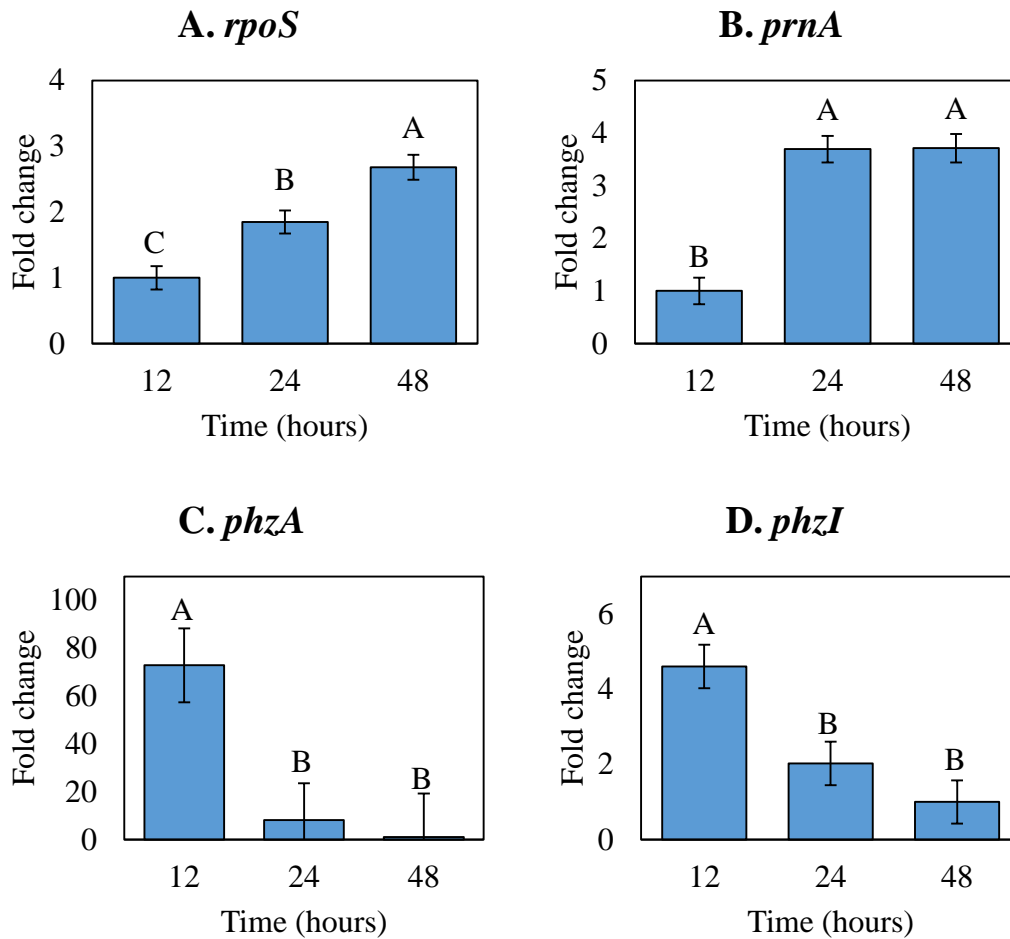 A. rpoS
4
3
2
1
0
Fold change
C
B
A
12 24 48
Time (hours)
B. prnA
5
4
3
2
1
0
Fold change
B
A
A
12 24 48
Time (hours)
C. phzA
100
80
60
40
20
0
Fold change
A
B
B
12 24 48
Time (hours)
D. phzI
6
4
2
0
Fold change
A
B
B
12 24 48
Time (hours)